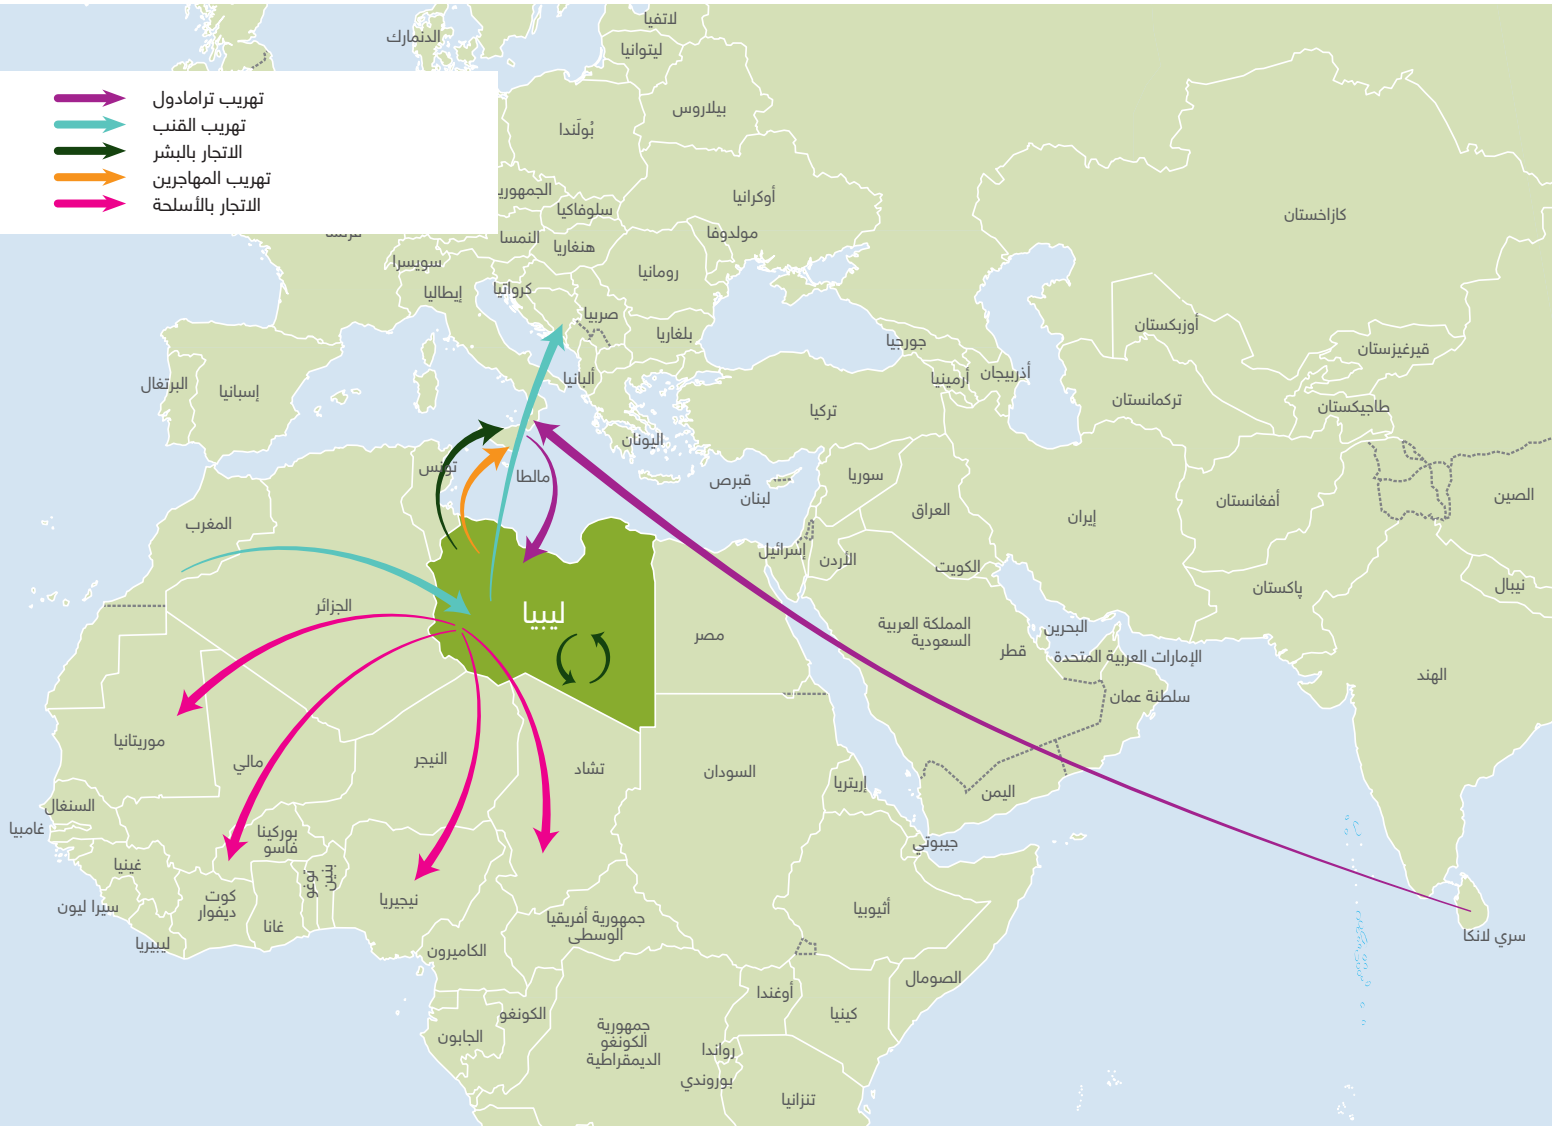 لاتفيا
الدنمارك
ليتوانيا
تهريب ترامادول
تهريب القنب
الاتجار بالبشر
تهريب المهاجرين
الاتجار بالأسلحة
بيلاروس
بُولَندا
الجمهوري
أوكرانيا
سلوفاكيا
كازاخستان
مولدوفا
النمسا
هنغاريا
سويسرا
رومانيا
كرواتيا
إيطاليا
صربيا
أوزبكستان
بلغاريا
جورجيا
قيرغيزستان
أذربيجان
أرمينيا
ألبانيا
البرتغال
إسبانيا
تركمانستان
طاجيكستان
تركيا
اليونان
تونس
مالطا
قبرص
سوريا
لبنان
الصين
أفغانستان
العراق
إيران
المغرب
إسرائيل
الأردن
الكويت
باكستان
نيبال
الجزائر
ليبيا
مصر
المملكة العربية
السعودية
البحرين
قطر
الإمارات العربية المتحدة
الهند
سلطنة عمان
موريتانيا
مالي
النيجر
تشاد
السودان
إريتريا
اليمن
السنغال
غامبيا
بوركينا
فاسو
جيبوتي
غينيا
توغو
بنين
كوت
ديفوار
نيجيريا
سيرا ليون
غانا
ليبيريا
جمهورية أفريقيا
الوسطى
أثيوبيا
سري لانكا
الكاميرون
الصومال
أوغندا
الكونغو
كينيا
الجابون
جمهورية
الكونغو
الديمقراطية
رواندا
بوروندي
تنزانيا